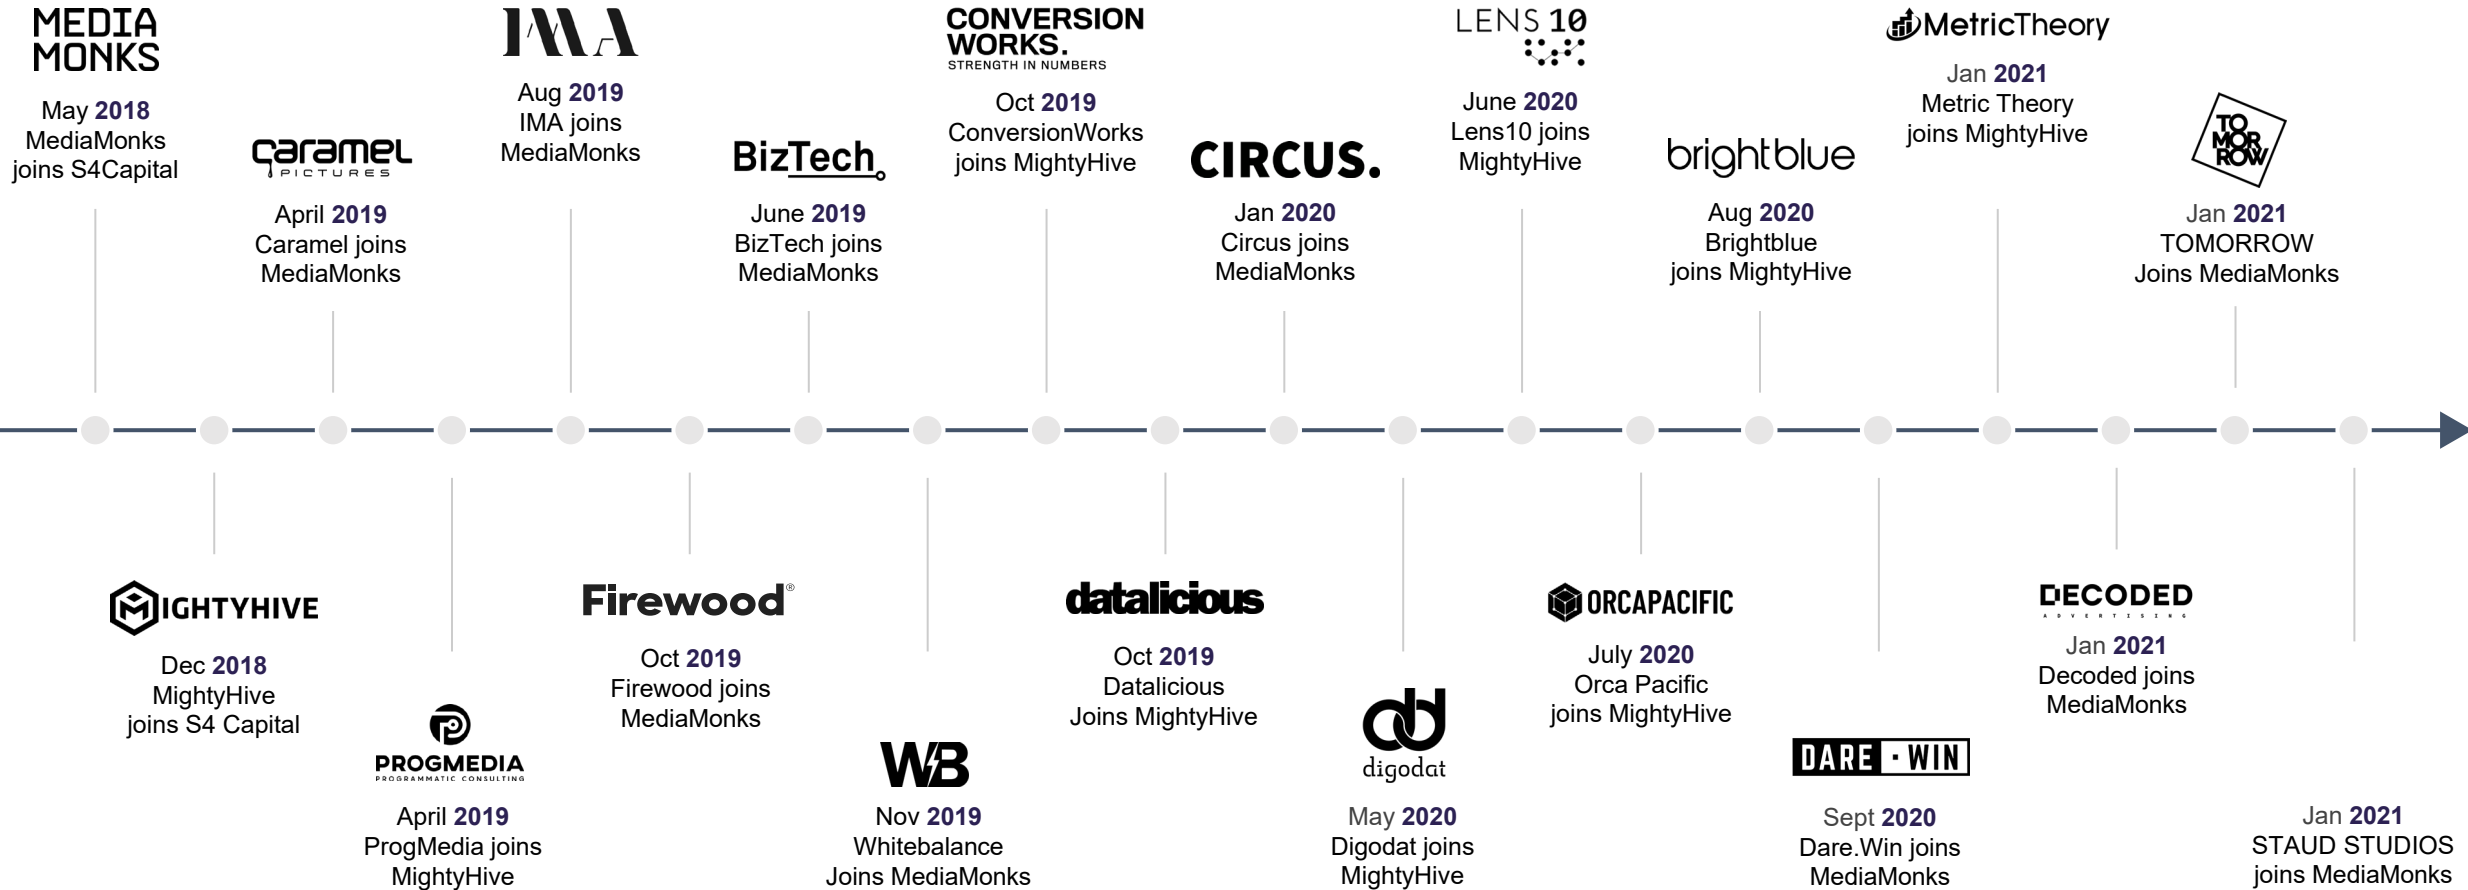 MEDIA
MONKS
May 2018
MediaMonks
joins S4Capital
MIGHTYHIVE
Dec 2018
MightyHive
joins S4 Capital
caramel
PICTURES
April 2019
Caramel joins
MediaMonks
PROGMEDIA
PROGRAMMATIC CONSULTING
April 2019
ProgMedia joins
MightyHive
IMA
Aug 2019
IMA joins
MediaMonks
Firewood®
Oct 2019
Firewood joins
MediaMonks
BizTech
June 2019
BizTech joins
MediaMonks
WB
Nov 2019
Whitebalance
Joins MediaMonks
CONVERSION
WORKS.
STRENGTH IN NUMBERS
Oct 2019
ConversionWorks
joins MightyHive
datalicious
Oct 2019
Datalicious
Joins MightyHive
CIRCUS.
Jan 2020
Circus joins
MediaMonks
digodat
May 2020
Digodat joins
MightyHive
LENS 10
June 2020
Lens10 joins
MightyHive
ORCAPACIFIC
July 2020
Orca Pacific
joins MightyHive
brightblue
Aug 2020
Brightblue
joins MightyHive
DARE · WIN
Sept 2020
Dare.Win joins
MediaMonks
MetricTheory
Jan 2021
Metric Theory
joins MightyHive
DECODED
ADVERTISING
Jan 2021
Decoded joins
MediaMonks
TO
MOR
ROW
Jan 2021
TOMORROW
Joins MediaMonks
Jan 2021
STAUD STUDIOS
joins MediaMonks